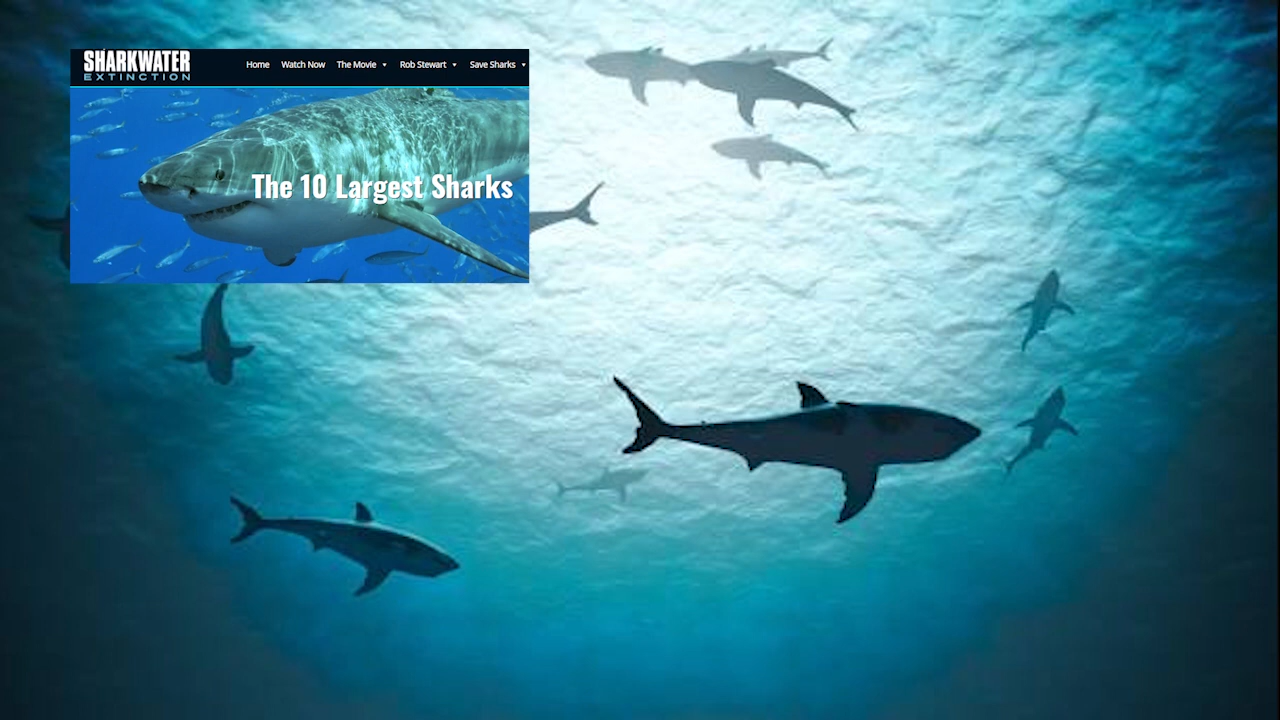 SHARKWATER
EXTINCTION
Home Watch Now The Movie Rob Stewart Save Sharks
The 10 Largest Sharks